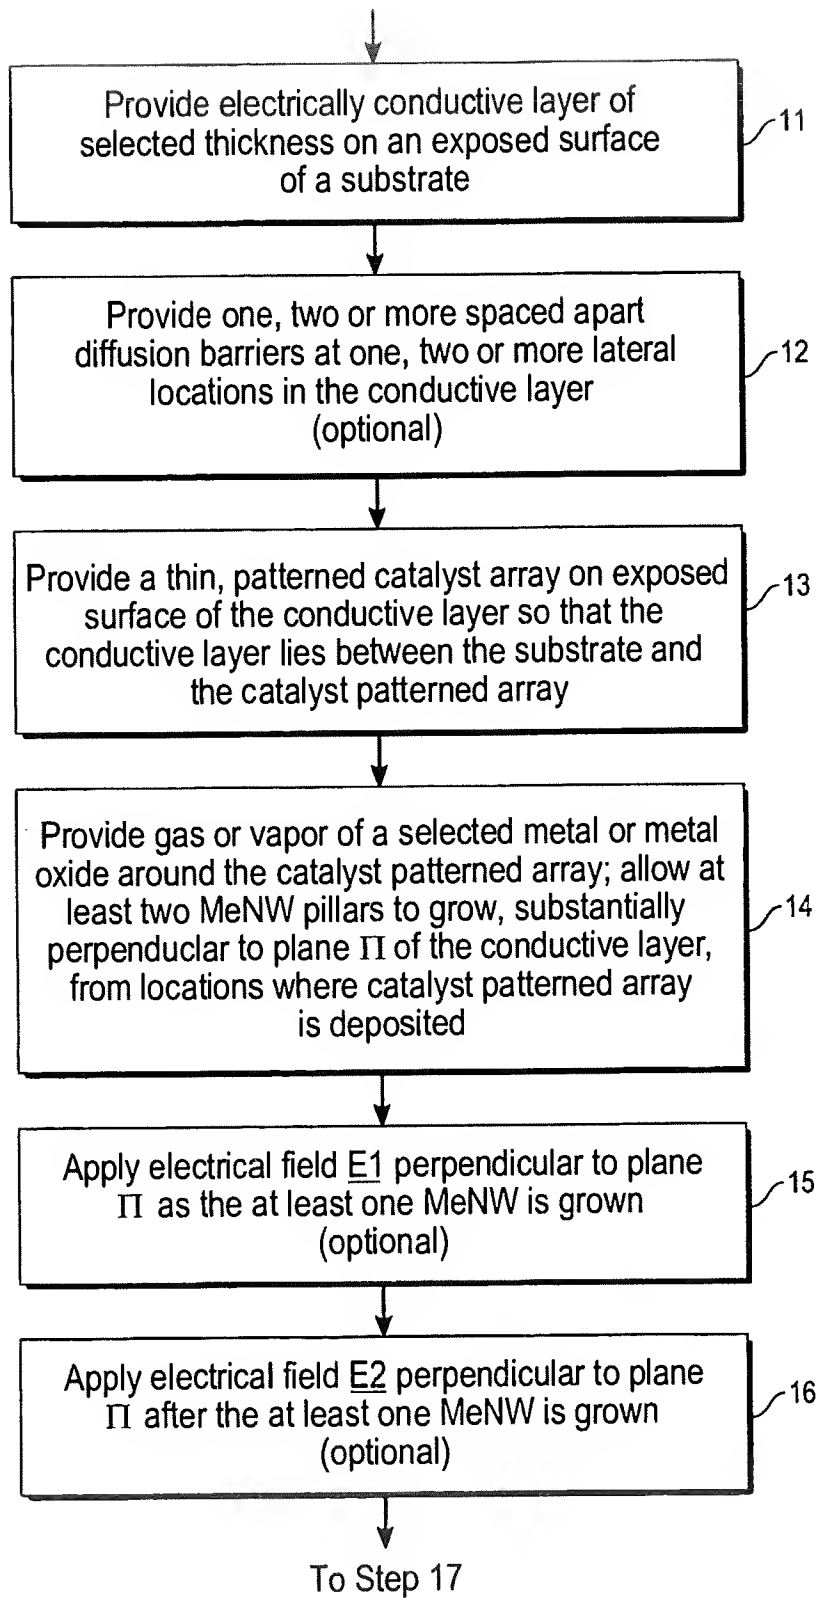 Provide electrically conductive layer of
selected thickness on an exposed surface
of a substrate
11
Provide one, two or more spaced apart
diffusion barriers at one, two or more lateral
locations in the conductive layer
(optional)
12
Provide a thin, patterned catalyst array on exposed
surface of the conductive layer so that the
conductive layer lies between the substrate and
the catalyst patterned array
13
Provide gas or vapor of a selected metal or metal
oxide around the catalyst patterned array; allow at
least two MeNW pillars to grow, substantially
perpenduclar to plane Π of the conductive layer,
from locations where catalyst patterned array
is deposited
14
Apply electrical field E1 perpendicular to plane
Π as the at least one MeNW is grown
(optional)
15
Apply electrical field E2 perpendicular to plane
Π after the at least one MeNW is grown
(optional)
16
To Step 17